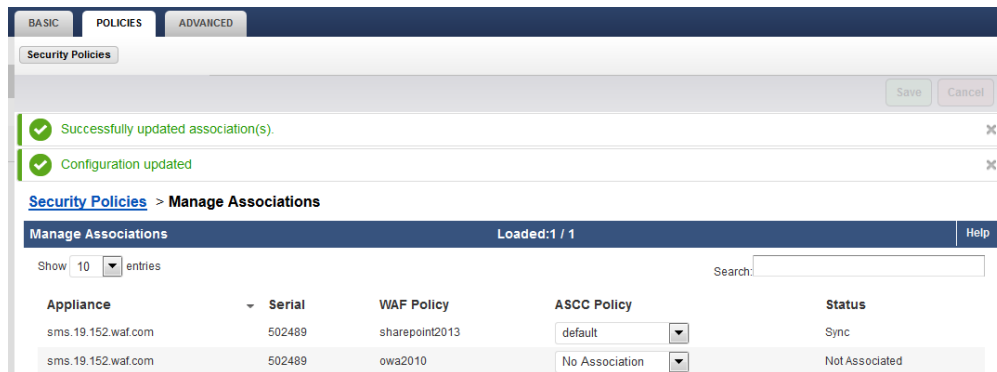 BASIC POLICIES ADVANCED
Security Policies
Save Cancel
Successfully updated association(s).
Configuration updated
Security Policies > Manage Associations
Manage Associations Loaded:1 / 1 Help
Show 10 entries Search:
Appliance Serial WAF Policy ASCC Policy Status
sms.19.152.waf.com 502489 sharepoint2013 default Sync
sms.19.152.waf.com 502489 owa2010 No Association Not Associated